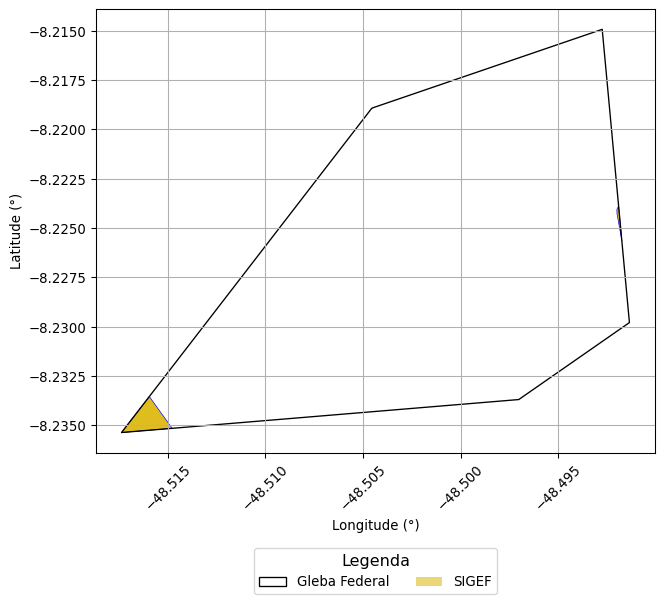 −8.2150
−8.2175
−8.2200
−8.2225
−8.2250
−8.2275
−8.2300
−8.2325
−8.2350
Latitude (°)
−48.515
−48.510
−48.505
−48.500
−48.495
Longitude (°)
Legenda
Gleba Federal
SIGEF